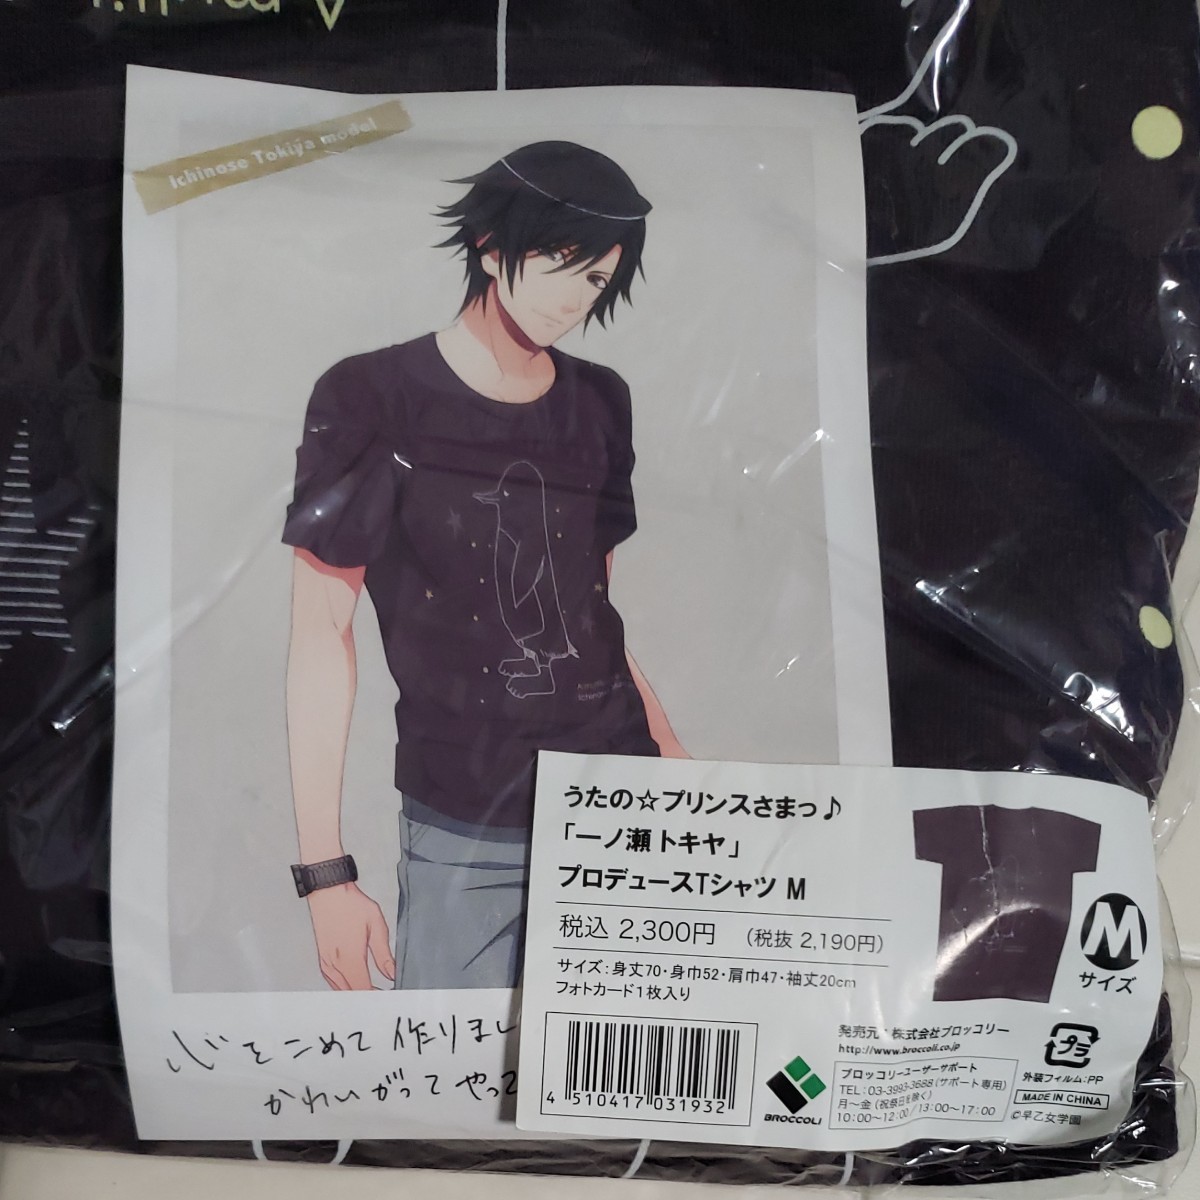 Ichinose Tokiya model
心をこめて作りまし
かわいがってやって
うたの☆プリンスさまっ♪
「一ノ瀬 トキヤ」
プロデュースTシャツ M
税込 2,300円 (税抜 2,190円)
サイズ:身丈70・身巾52・肩巾47・袖丈20cm
フォトカード1枚入り
M
サイズ
4 510417 031932
BROCCOLI
発売元:株式会社ブロッコリー
http://www.broccoli.co.jp
ブロッコリーユーザーサポート
TEL:03-3993-3688(サポート専用)
月〜金(祝祭日を除く)
10:00〜12:00/13:00〜17:00
プラ
外装フィルム:PP
MADE IN CHINA
©早乙女学園